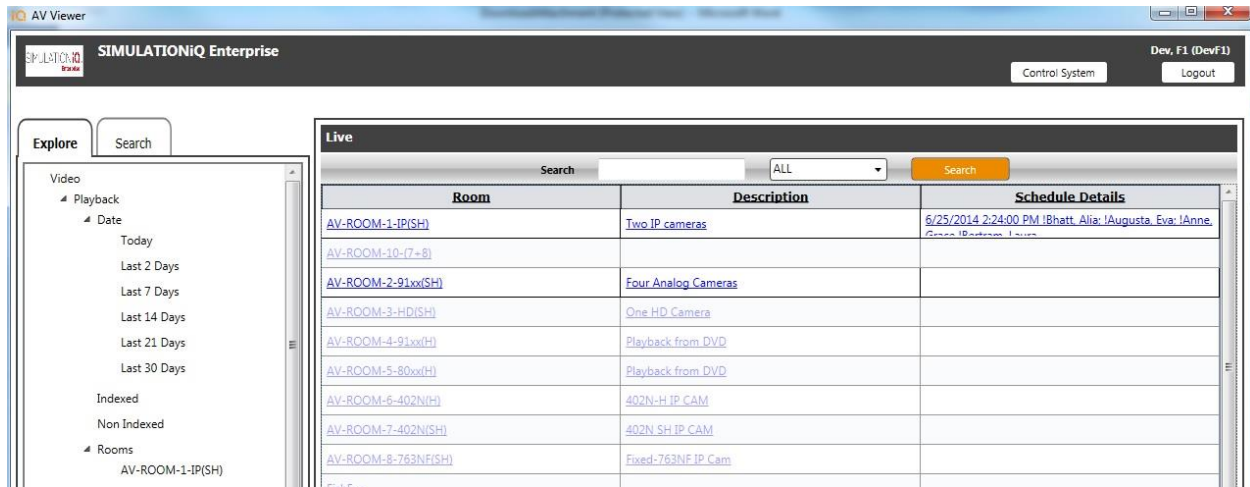 AV Viewer
SIMULATIONiQ Enterprise
Dev, F1 (DevF1)
SIMULATIONiQ
Control System
Logout
Explore
Search
Video
Playback
Date
Today
Last 2 Days
Last 7 Days
Last 14 Days
Last 21 Days
Last 30 Days
Indexed
Non Indexed
Rooms
AV-ROOM-1-IP(SH)
Live
Search ALL Search
Room Description Schedule Details
AV-ROOM-1-IP(SH) Two IP cameras 6/25/2014 2:24:00 PM !Bhatt, Alia; !Augusta, Eva; !Anne,
Grace !Bertram, Laura
AV-ROOM-10-(7+8)
AV-ROOM-2-91xx(SH) Four Analog Cameras
AV-ROOM-3-HD(SH) One HD Camera
AV-ROOM-4-91xx(H) Playback from DVD
AV-ROOM-5-80xx(H) Playback from DVD
AV-ROOM-6-402N(H) 402N-H IP CAM
AV-ROOM-7-402N(SH) 402N SH IP CAM
AV-ROOM-8-763NF(SH) Fixed-763NF IP Cam